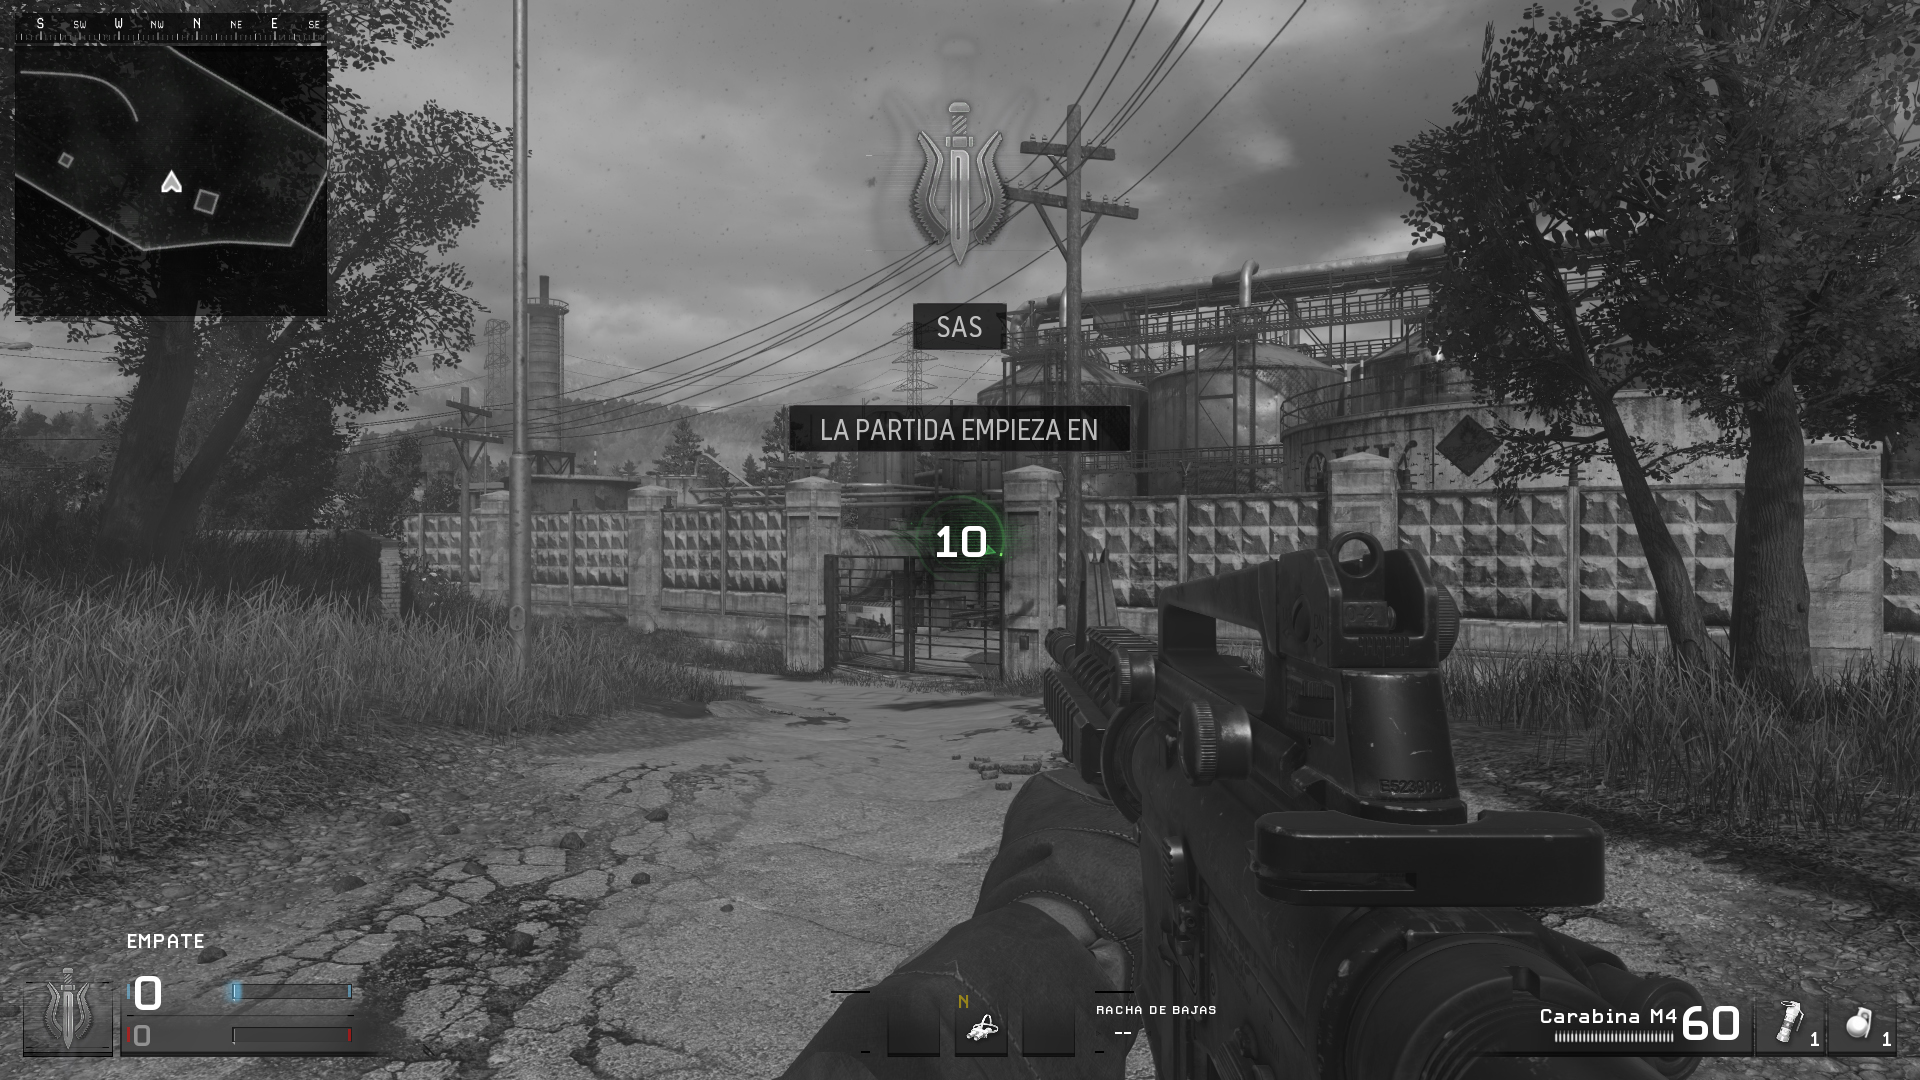 S SW W NW N NE E SE
SAS
LA PARTIDA EMPIEZA EN
10
EMPATE
0
0
N
RACHA DE BAJAS
--
Carabina M4 60
1
1